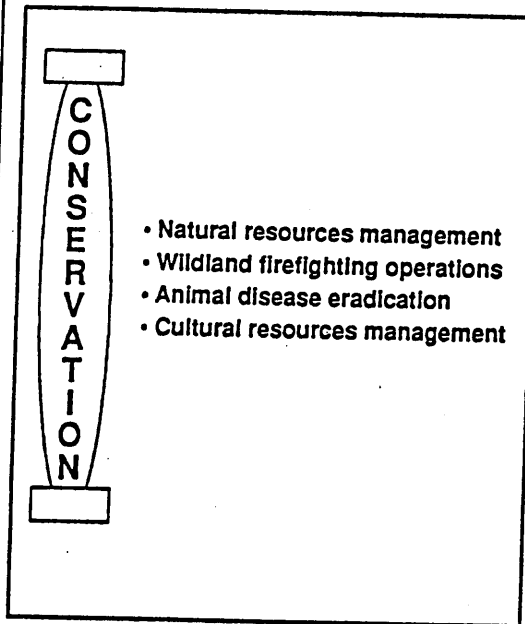 CONSERVATION
• Natural resources management
• Wildland firefighting operations
• Animal disease eradication
• Cultural resources management